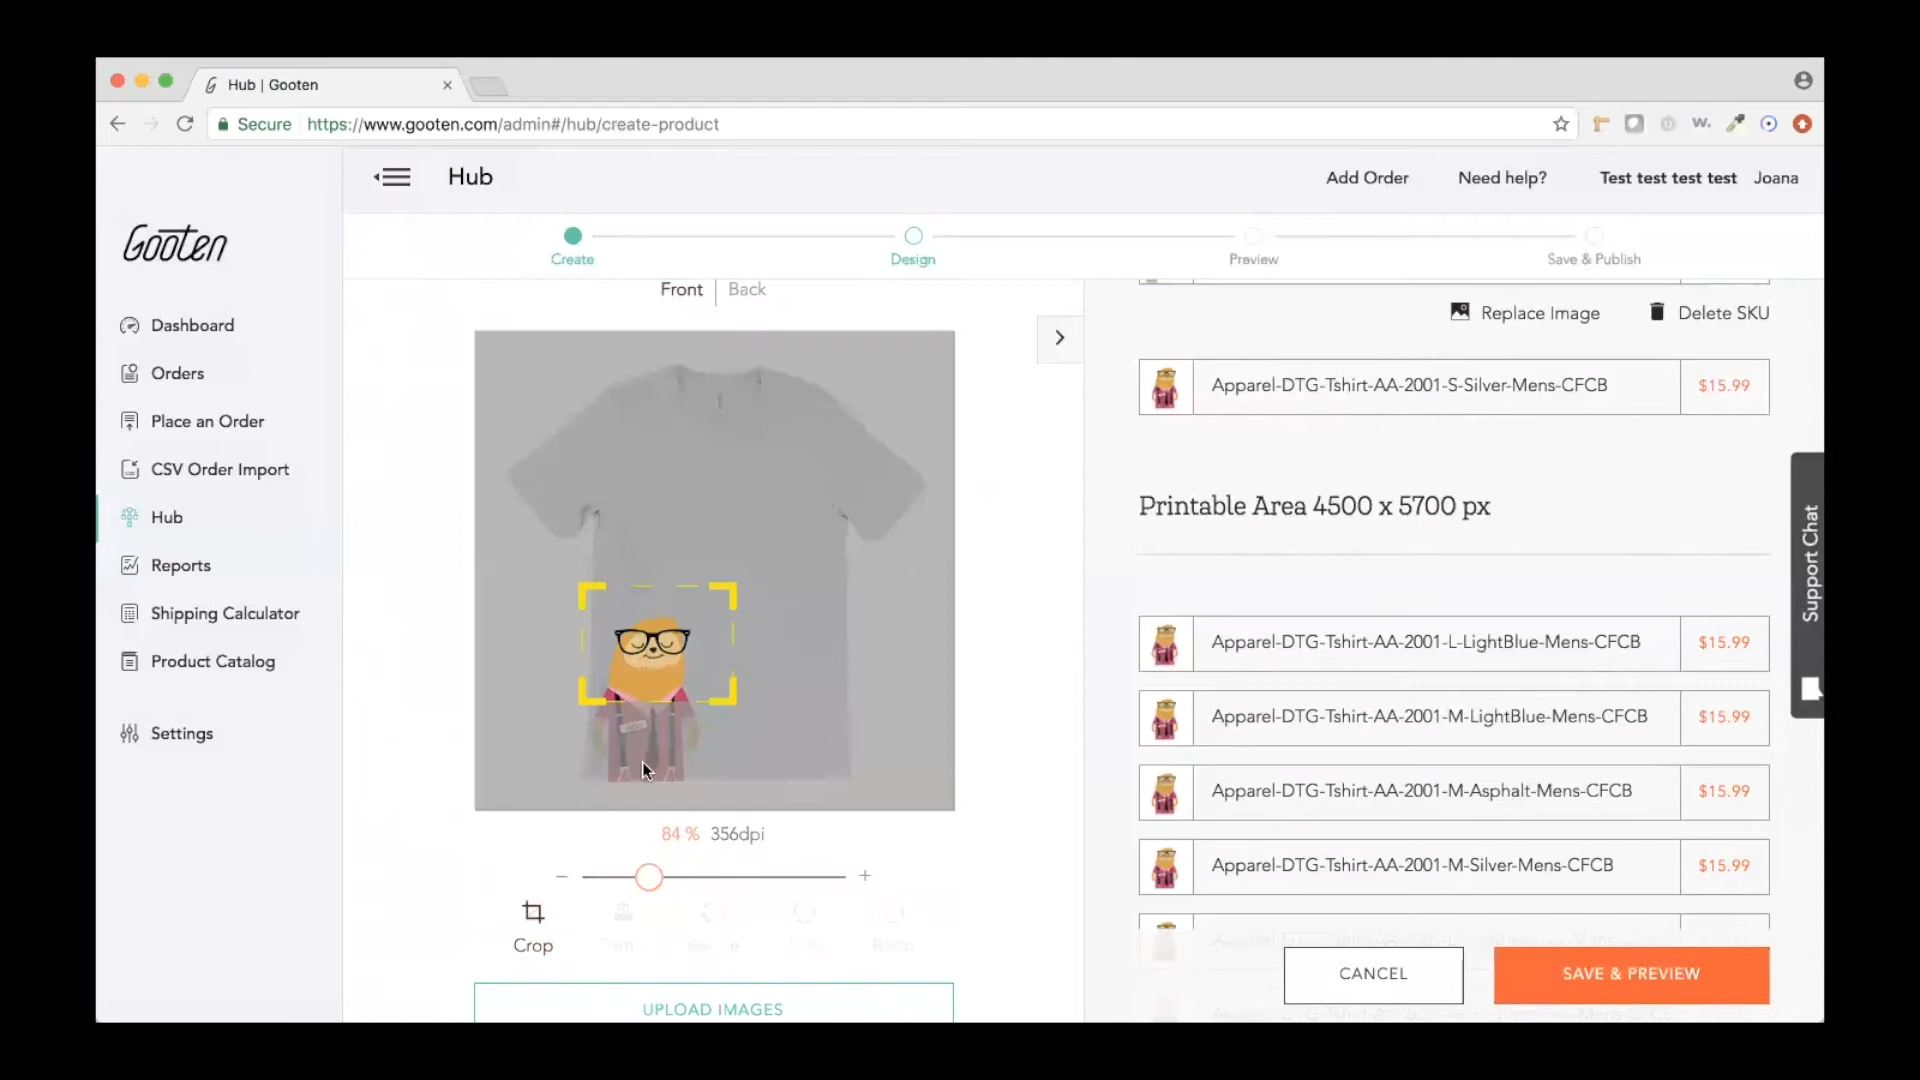 Hub | Gooten
Secure https://www.gooten.com/admin#/hub/create-product
Hub
Add Order
Need help?
Test test test test Joana
Gooten
Create
Design
Preview
Save & Publish
Dashboard
Orders
Place an Order
CSV Order Import
Hub
Reports
Shipping Calculator
Product Catalog
Settings
Front Back
84 % 356dpi
Crop
UPLOAD IMAGES
Replace Image
Delete SKU
Apparel-DTG-Tshirt-AA-2001-S-Silver-Mens-CFCB $15.99
Printable Area 4500 x 5700 px
Apparel-DTG-Tshirt-AA-2001-L-LightBlue-Mens-CFCB $15.99
Apparel-DTG-Tshirt-AA-2001-M-LightBlue-Mens-CFCB $15.99
Apparel-DTG-Tshirt-AA-2001-M-Asphalt-Mens-CFCB $15.99
Apparel-DTG-Tshirt-AA-2001-M-Silver-Mens-CFCB $15.99
CANCEL
SAVE & PREVIEW
Support Chat